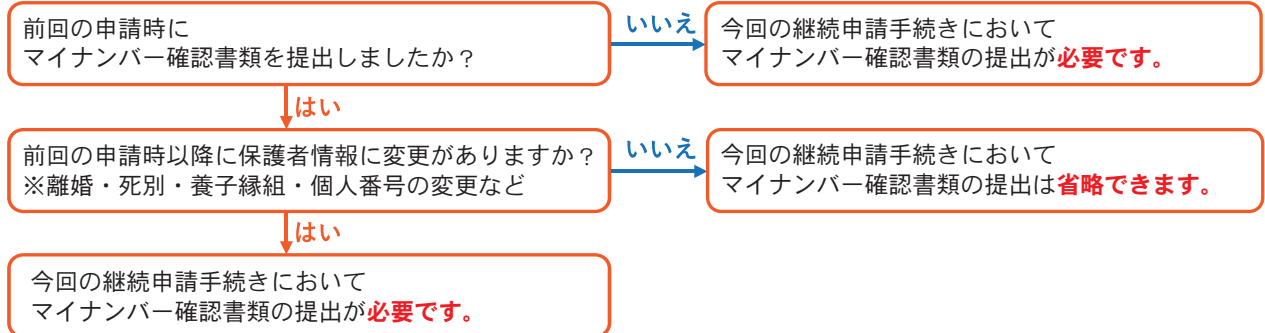 前回の申請時に
マイナンバー確認書類を提出しましたか？
いいえ
今回の継続申請手続きにおいて
マイナンバー確認書類の提出が必要です。
はい
前回の申請時以降に保護者情報に変更がありますか？
※離婚・死別・養子縁組・個人番号の変更など
いいえ
今回の継続申請手続きにおいて
マイナンバー確認書類の提出は省略できます。
はい
今回の継続申請手続きにおいて
マイナンバー確認書類の提出が必要です。